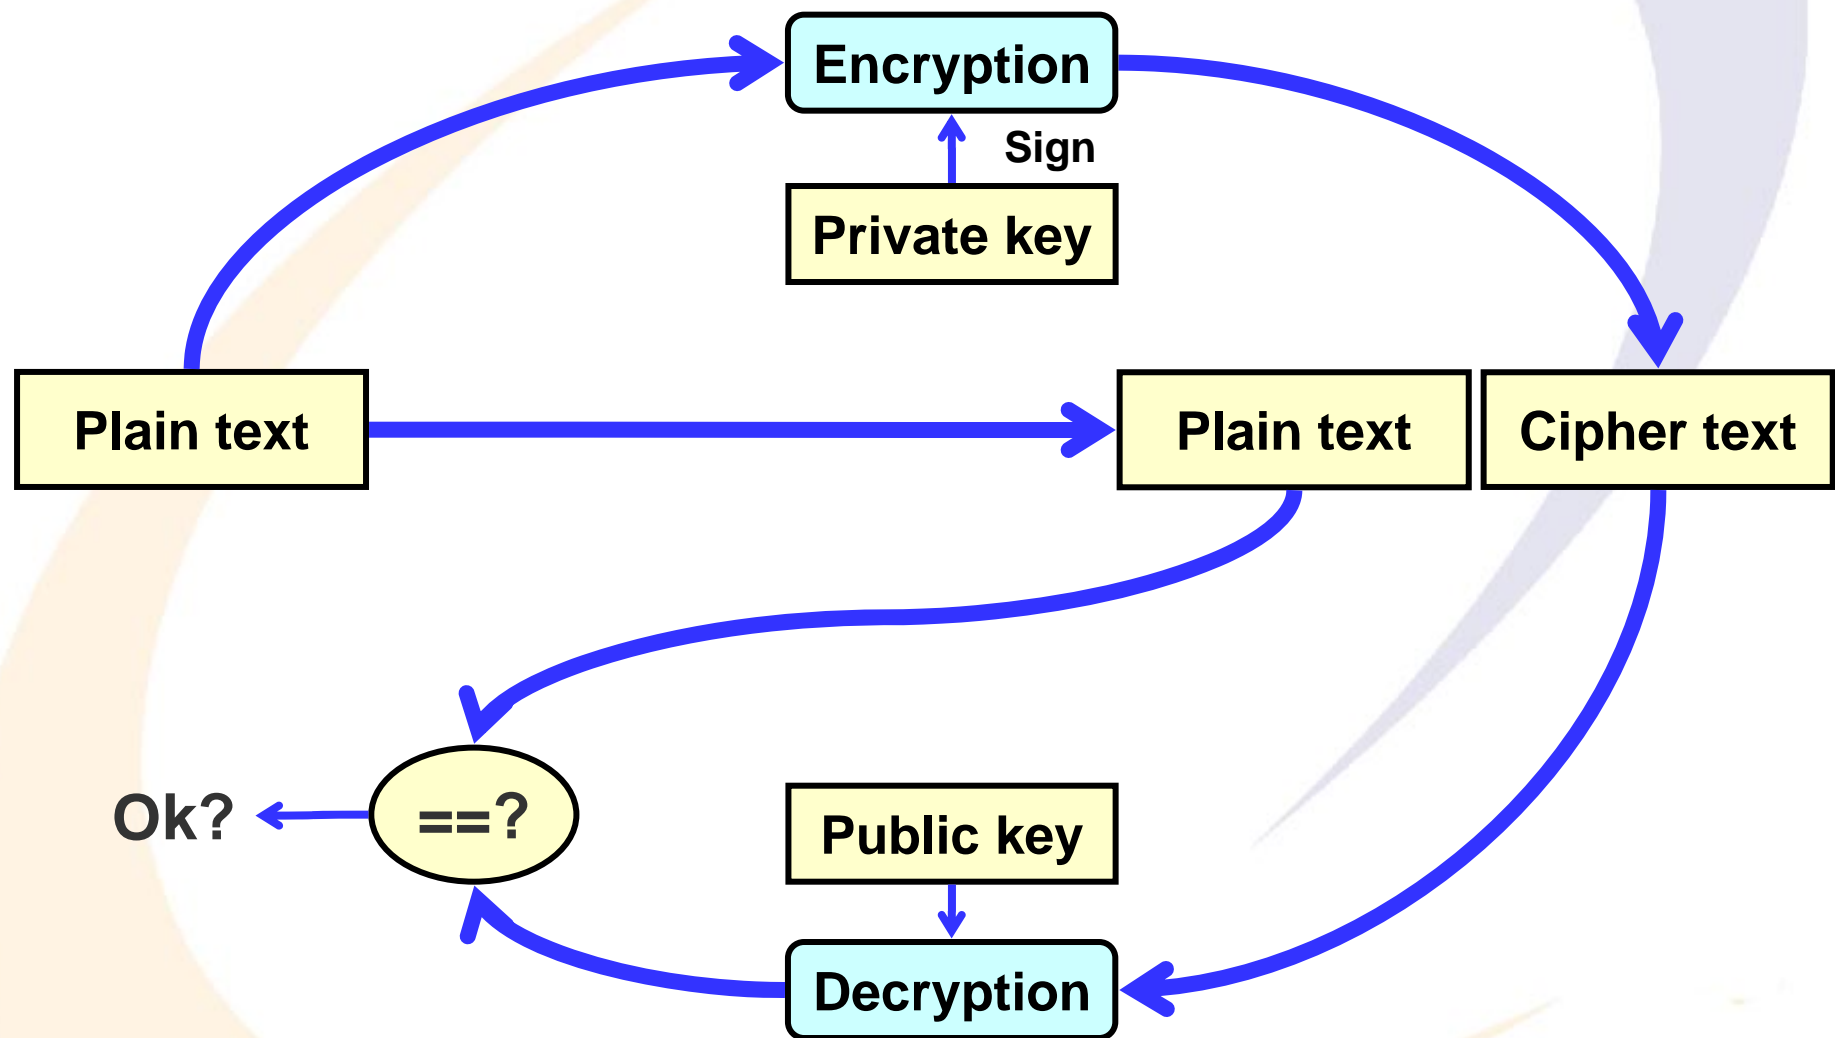 Encryption
Sign
Private key
Plain text
Plain text
Cipher text
Ok?
==?
Public key
Decryption